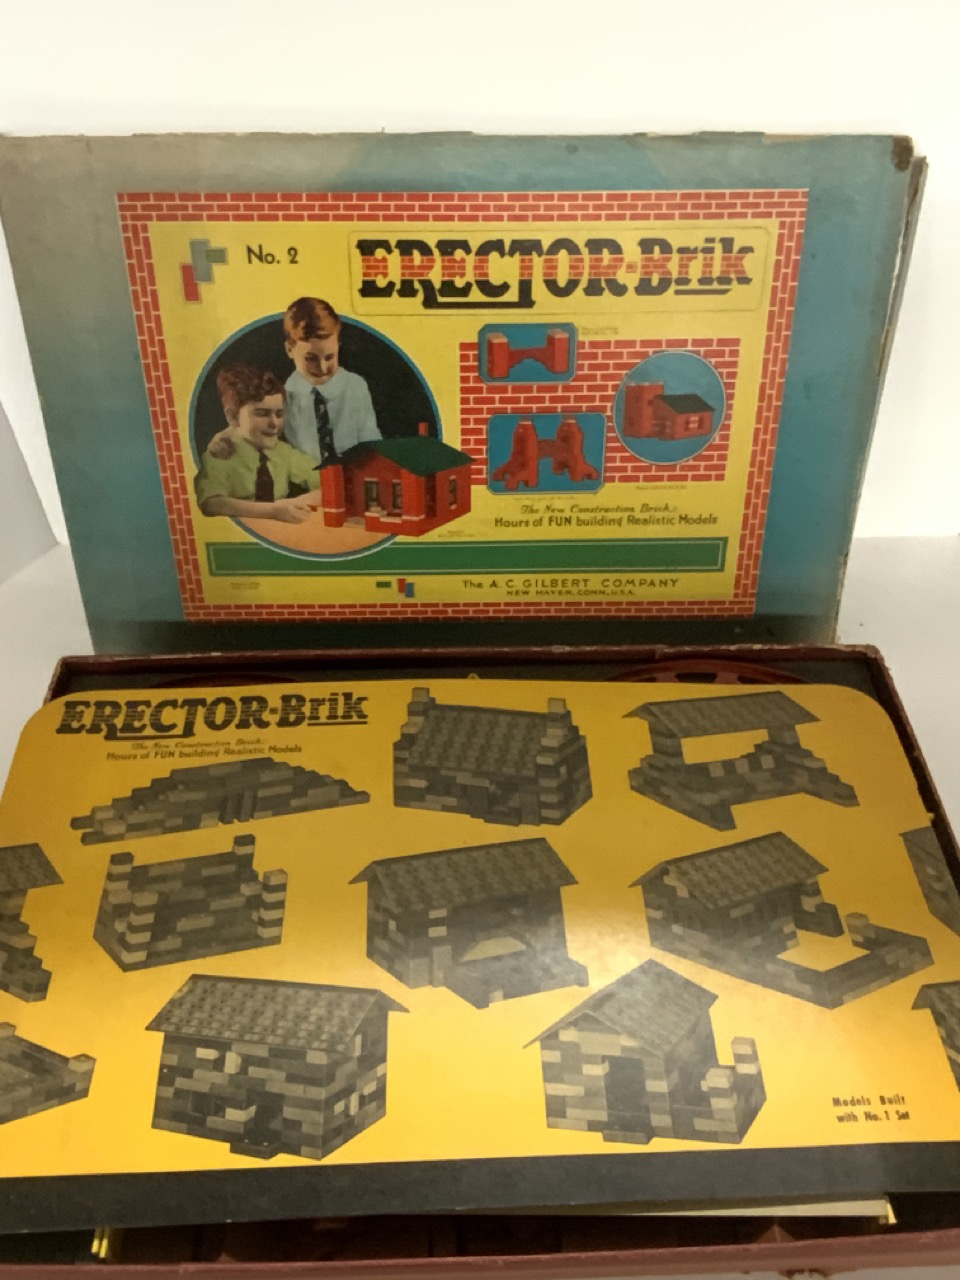 No. 2
ERECTOR-Brik
The New Construction Brick:
Hours of FUN building Realistic Models
The A. C. GILBERT COMPANY
NEW HAVEN, CONN., U.S.A.
ERECTOR-Brik
The New Construction Brick:
Hours of FUN building Realistic Models
Models Built
with No. 1 Set